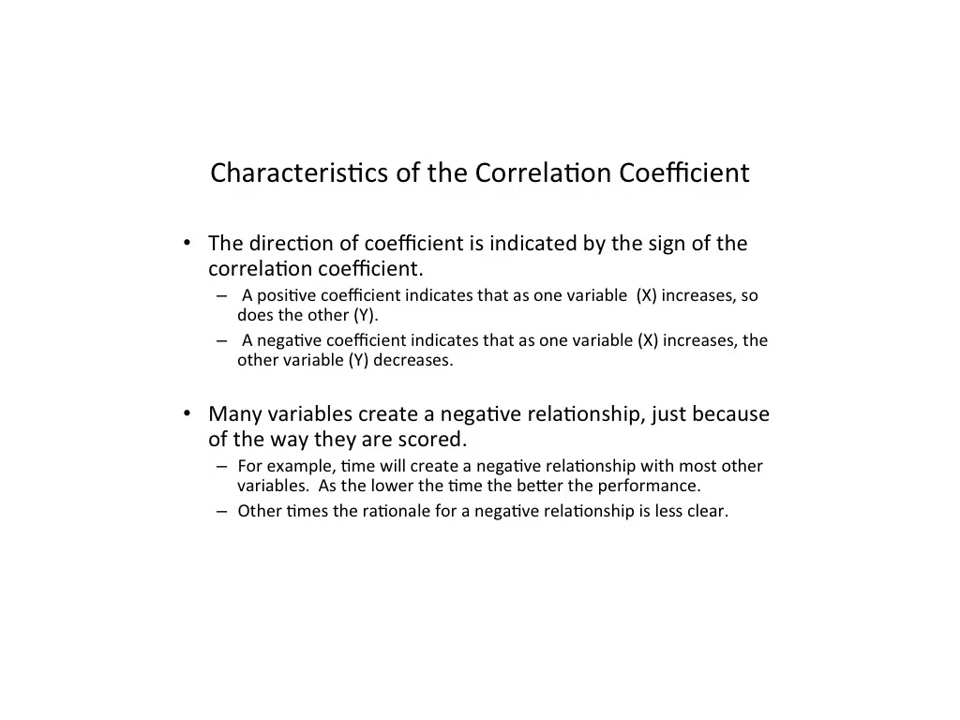 Characteristics of the Correlation Coefficient
• The direction of coefficient is indicated by the sign of the
correlation coefficient.
– A positive coefficient indicates that as one variable (X) increases, so
does the other (Y).
– A negative coefficient indicates that as one variable (X) increases, the
other variable (Y) decreases.
• Many variables create a negative relationship, just because
of the way they are scored.
– For example, time will create a negative relationship with most other
variables. As the lower the time the better the performance.
– Other times the rationale for a negative relationship is less clear.